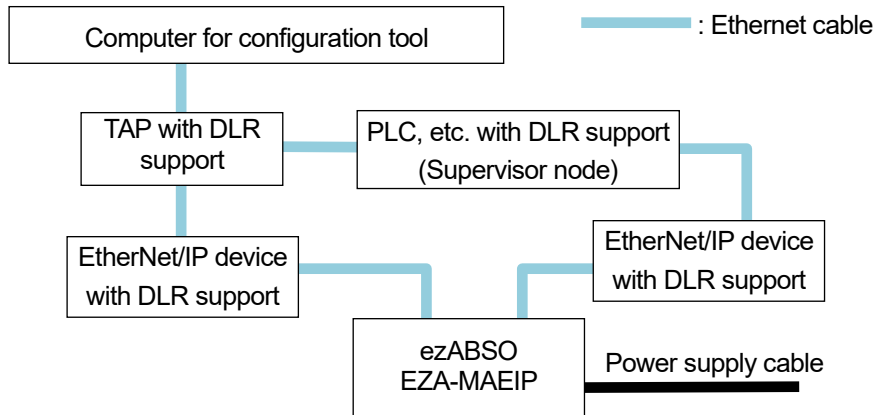 Computer for configuration tool
: Ethernet cable
TAP with DLR
support
PLC, etc. with DLR support
(Supervisor node)
EtherNet/IP device
with DLR support
EtherNet/IP device
with DLR support
ezABSO
EZA-MAEIP
Power supply cable